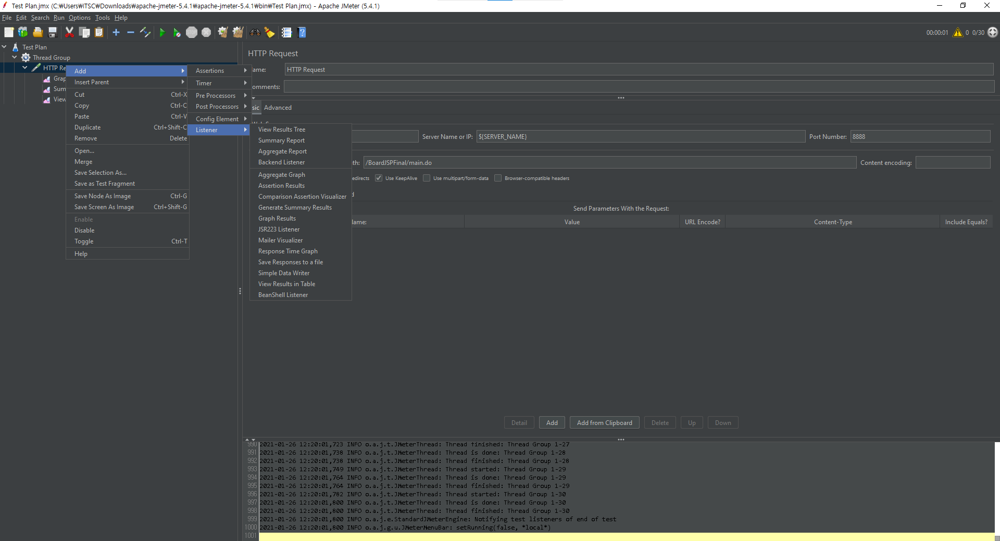 Test Plan.jmx (C:₩Users₩ITSC₩Downloads₩apache-jmeter-5.4.1₩apache-jmeter-5.4.1₩bin₩Test Plan.jmx) - Apache JMeter (5.4.1)
File Edit Search Run Options Tools Help
00:00:01 0 0/30
Test Plan
Thread Group
HTTP Re
Grap
Sum
View
Add
Insert Parent
Cut Ctrl-X
Copy Ctrl-C
Paste Ctrl-V
Duplicate Ctrl+Shift-C
Remove Delete
Open...
Merge
Save Selection As...
Save as Test Fragment
Save Node As Image Ctrl-G
Save Screen As Image Ctrl+Shift-G
Enable
Disable
Toggle Ctrl-T
Help
Assertions
Timer
Pre Processors
Post Processors
Config Element
Listener
View Results Tree
Summary Report
Aggregate Report
Backend Listener
Aggregate Graph
Assertion Results
Comparison Assertion Visualizer
Generate Summary Results
Graph Results
JSR223 Listener
Mailer Visualizer
Response Time Graph
Save Responses to a file
Simple Data Writer
View Results in Table
BeanShell Listener
HTTP Request
ame: HTTP Request
omments:
sic Advanced
Server Name or IP: ${SERVER_NAME} Port Number: 8888
th: /BoardJSPFinal/main.do Content encoding:
edirects Use KeepAlive Use multipart/form-data Browser-compatible headers
d
Send Parameters With the Request:
lame: Value URL Encode? Content-Type Include Equals?
Detail Add Add from Clipboard Delete Up Down
990 2021-01-26 12:20:01,723 INFO o.a.j.t.JMeterThread: Thread finished: Thread Group 1-27
991 2021-01-26 12:20:01,738 INFO o.a.j.t.JMeterThread: Thread is done: Thread Group 1-28
992 2021-01-26 12:20:01,738 INFO o.a.j.t.JMeterThread: Thread finished: Thread Group 1-28
993 2021-01-26 12:20:01,749 INFO o.a.j.t.JMeterThread: Thread started: Thread Group 1-29
994 2021-01-26 12:20:01,764 INFO o.a.j.t.JMeterThread: Thread is done: Thread Group 1-29
995 2021-01-26 12:20:01,764 INFO o.a.j.t.JMeterThread: Thread finished: Thread Group 1-29
996 2021-01-26 12:20:01,782 INFO o.a.j.t.JMeterThread: Thread started: Thread Group 1-30
997 2021-01-26 12:20:01,800 INFO o.a.j.t.JMeterThread: Thread is done: Thread Group 1-30
998 2021-01-26 12:20:01,800 INFO o.a.j.t.JMeterThread: Thread finished: Thread Group 1-30
999 2021-01-26 12:20:01,800 INFO o.a.j.e.StandardJMeterEngine: Notifying test listeners of end of test
1000 2021-01-26 12:20:01,800 INFO o.a.j.g.u.JMeterMenuBar: setRunning(false, *local*)
1001